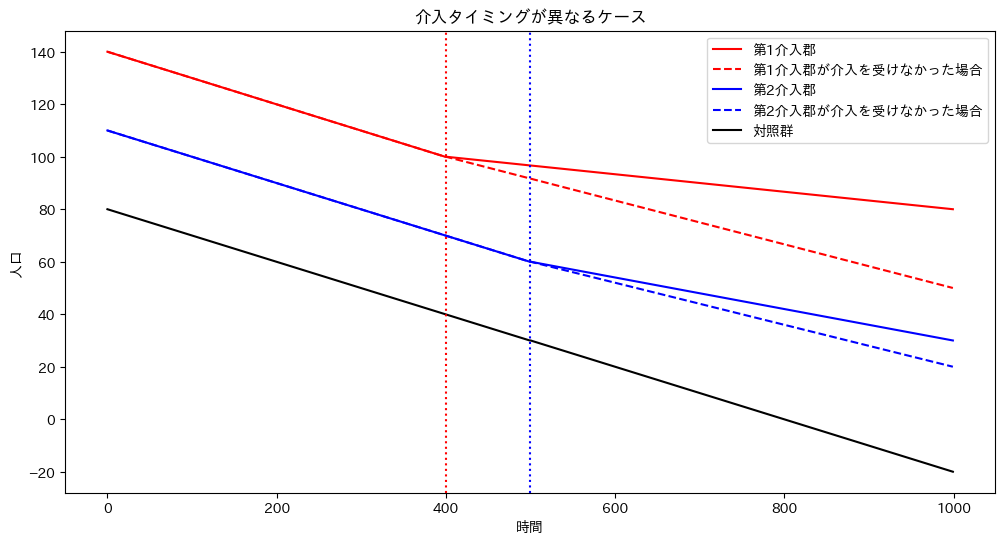 介入タイミングが異なるケース
第1介入郡
第1介入郡が介入を受けなかった場合
第2介入郡
第2介入郡が介入を受けなかった場合
対照群
人口
140
120
100
80
60
40
20
0
−20
0 200 400 600 800 1000
時間